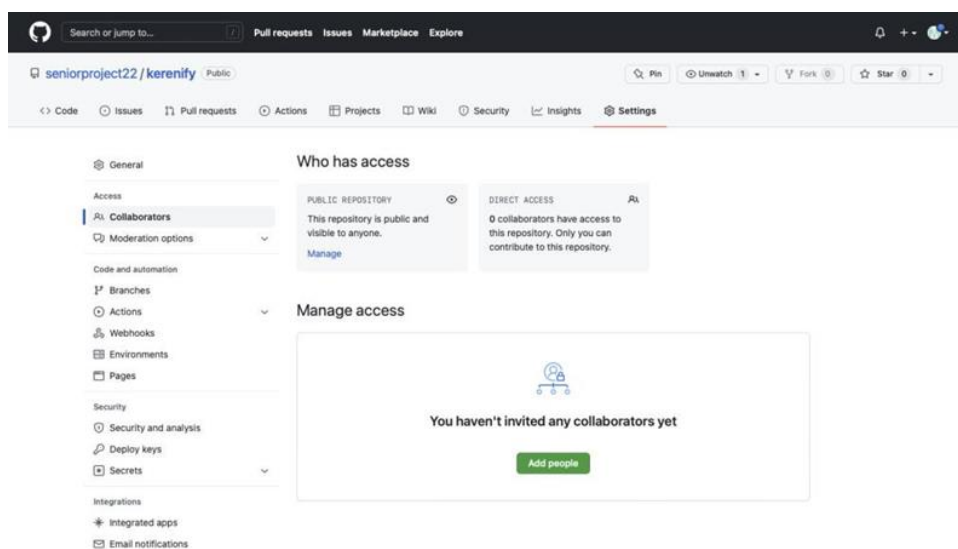 Search or jump to... /
Pull requests Issues Marketplace Explore
seniorproject22 / kerenify Public
Pin Unwatch 1 Fork 0 Star 0
<> Code Issues Pull requests Actions Projects Wiki Security Insights Settings
General
Access
Collaborators
Moderation options
Code and automation
Branches
Actions
Webhooks
Environments
Pages
Security
Security and analysis
Deploy keys
Secrets
Integrations
Integrated apps
Email notifications
Who has access
PUBLIC REPOSITORY
This repository is public and
visible to anyone.
Manage
DIRECT ACCESS
0 collaborators have access to
this repository. Only you can
contribute to this repository.
Manage access
You haven't invited any collaborators yet
Add people